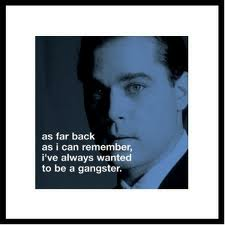 as far back
as i can remember,
i've always wanted
to be a gangster.